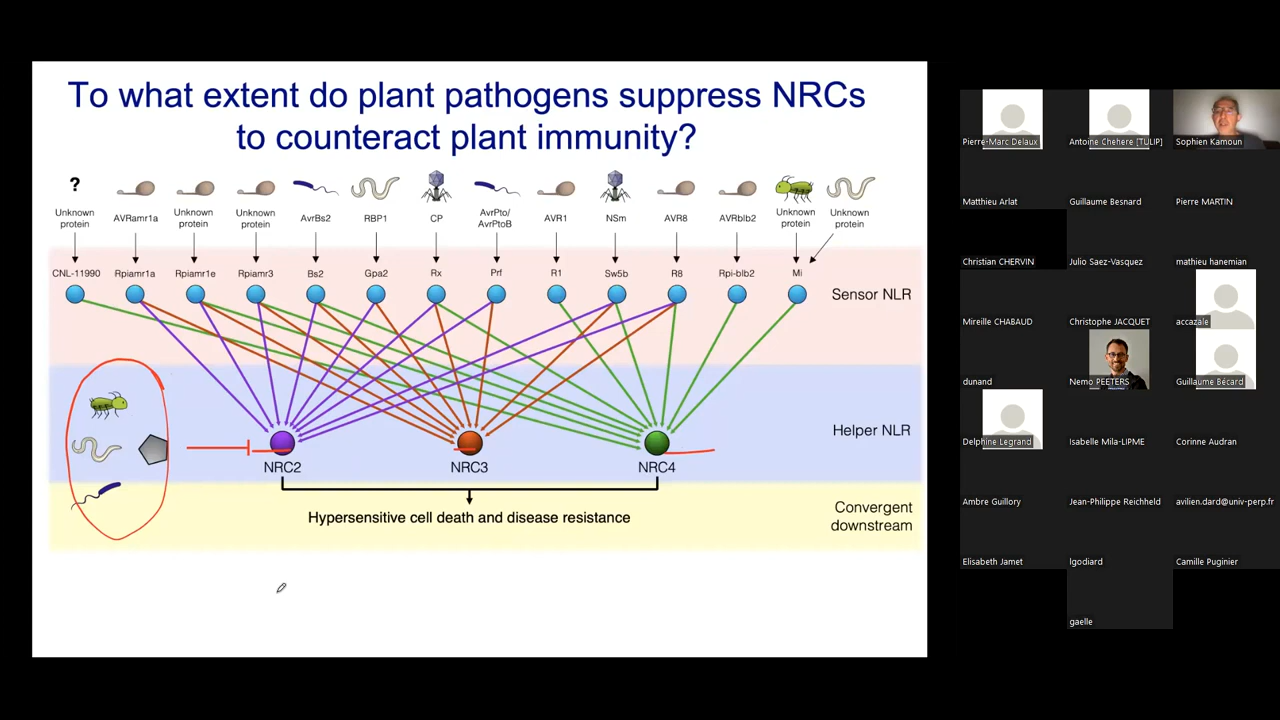 To what extent do plant pathogens suppress NRCs
to counteract plant immunity?
?
Unknown protein
AVRamr1a
Unknown protein
Unknown protein
AvrBs2
RBP1
CP
AvrPto/ AvrPtoB
AVR1
NSm
AVR8
AVRblb2
Unknown protein
Unknown protein
CNL-11990
Rpiamr1a
Rpiamr1e
Rpiamr3
Bs2
Gpa2
Rx
Prf
R1
Sw5b
R8
Rpi-blb2
Mi
Sensor NLR
Helper NLR
NRC2
NRC3
NRC4
Hypersensitive cell death and disease resistance
Convergent
downstream
Pierre-Marc Delaux
Antoine Chehere [TULIP]
Sophien Kamoun
Matthieu Arlat
Guillaume Besnard
Pierre MARTIN
Christian CHERVIN
Julio Saez-Vasquez
mathieu hanemian
Mireille CHABAUD
Christophe JACQUET
accazale
dunand
Nemo PEETERS
Guillaume Bécard
Delphine Legrand
Isabelle Mila-LIPME
Corinne Audran
Ambre Guillory
Jean-Philippe Reichheld
avilien.dard@univ-perp.fr
Elisabeth Jamet
lgodiard
Camille Puginier
gaelle